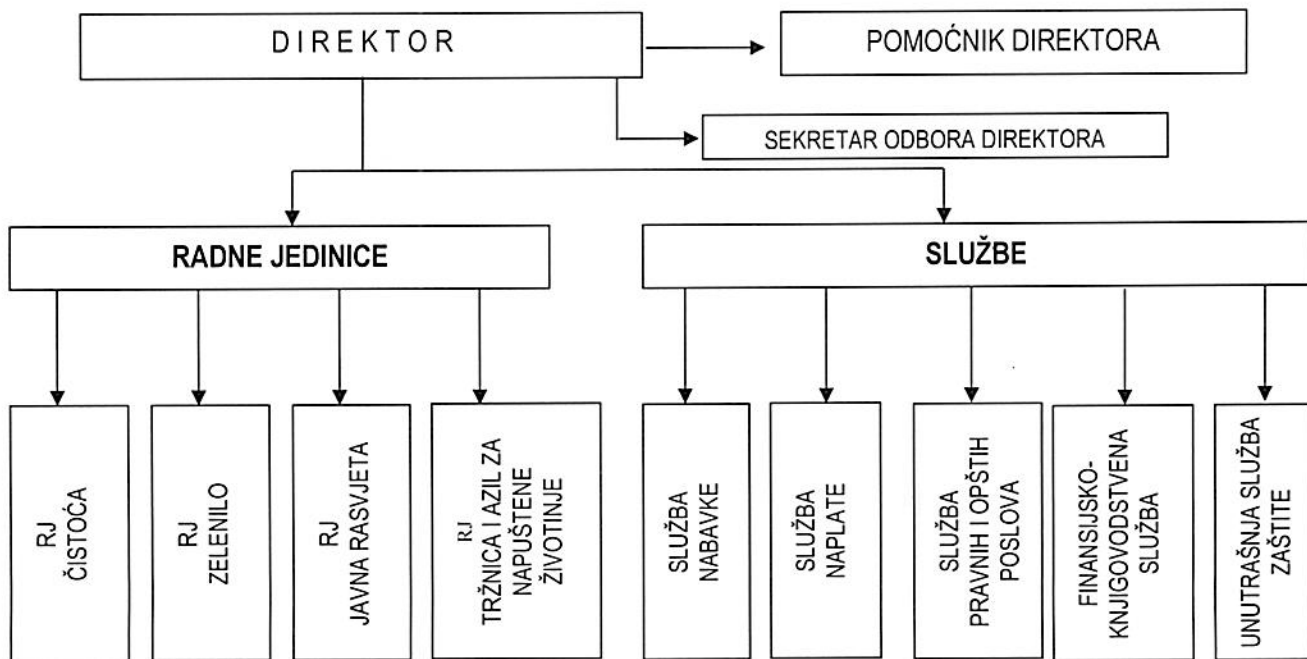 D I R E K T O R
POMOĆNIK DIREKTORA
SEKRETAR ODBORA DIREKTORA
RADNE JEDINICE
SLUŽBE
RJ
ČISTOĆA
RJ
ZELENILO
RJ
JAVNA RASVJETA
RJ
TRŽNICA I AZIL ZA
NAPUŠTENE
ŽIVOTINJE
SLUŽBA
NABAVKE
SLUŽBA
NAPLATE
SLUŽBA
PRAVNIH I OPŠTIH
POSLOVA
FINANSIJSKO-
KNJIGOVODSTVENA
SLUŽBA
UNUTRAŠNJA SLUŽBA
ZAŠTITE